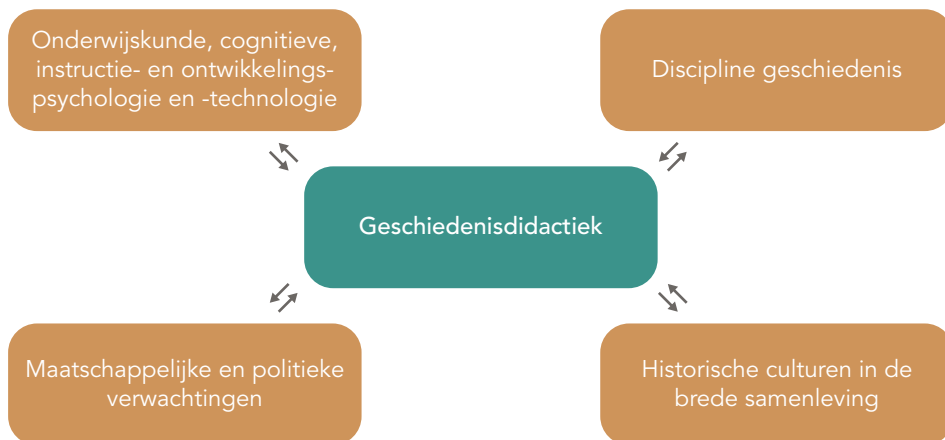 Onderwijskunde, cognitieve,
instructie- en ontwikkelings-
psychologie en -technologie
Discipline geschiedenis
Geschiedenisdidactiek
Maatschappelijke en politieke
verwachtingen
Historische culturen in de
brede samenleving